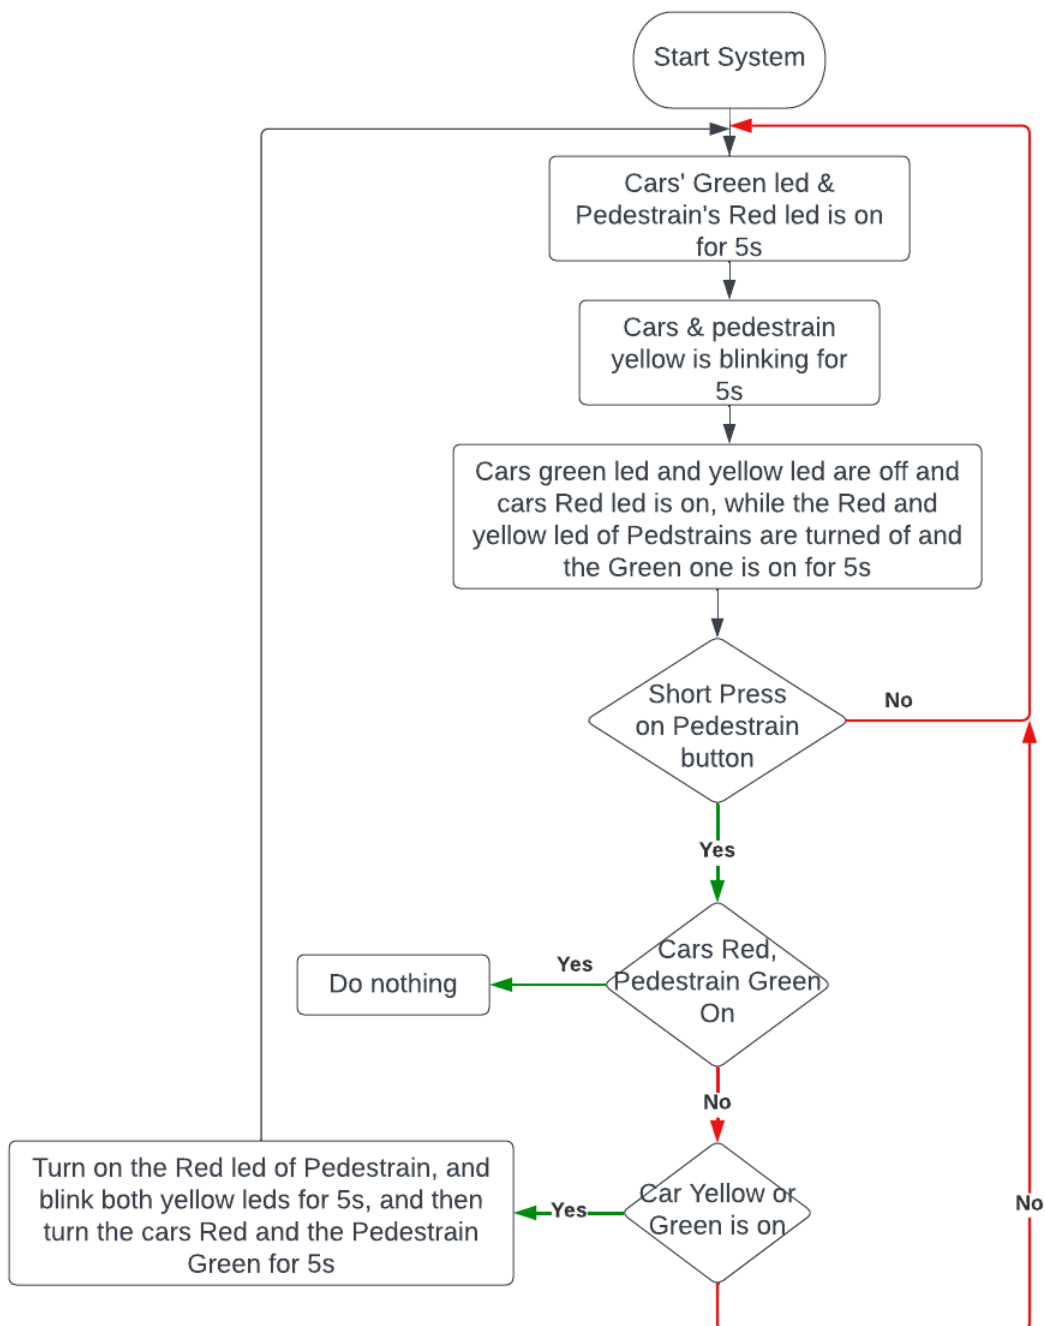 Start System
Cars' Green led &
Pedestrain's Red led is on
for 5s
Cars & pedestrain
yellow is blinking for
5s
Cars green led and yellow led are off and
cars Red led is on, while the Red and
yellow led of Pedstrains are turned of and
the Green one is on for 5s
Short Press
on Pedestrain
button
No
Yes
Cars Red,
Pedestrain Green
On
Yes
Do nothing
No
Car Yellow or
Green is on
Yes
Turn on the Red led of Pedestrain, and
blink both yellow leds for 5s, and then
turn the cars Red and the Pedestrain
Green for 5s
No